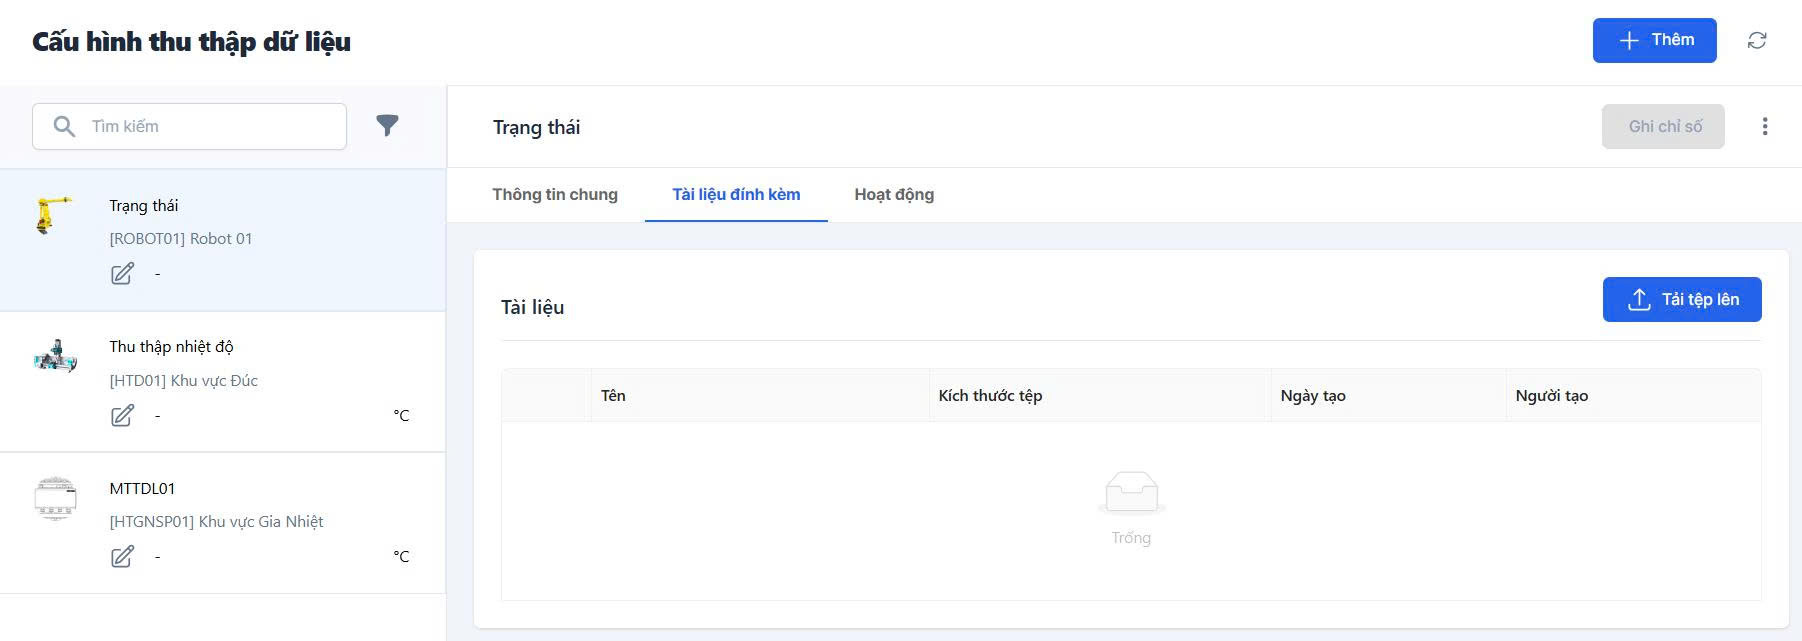 Cấu hình thu thập dữ liệu
Thêm
Tìm kiếm
Trạng thái
[ROBOT01] Robot 01
-
Thu thập nhiệt độ
[HTD01] Khu vực Đúc
- °C
MTTDL01
[HTGNSP01] Khu vực Gia Nhiệt
- °C
Trạng thái
Ghi chỉ số
Thông tin chung Tài liệu đính kèm Hoạt động
Tài liệu
Tải tệp lên
Tên Kích thước tệp Ngày tạo Người tạo
Trống